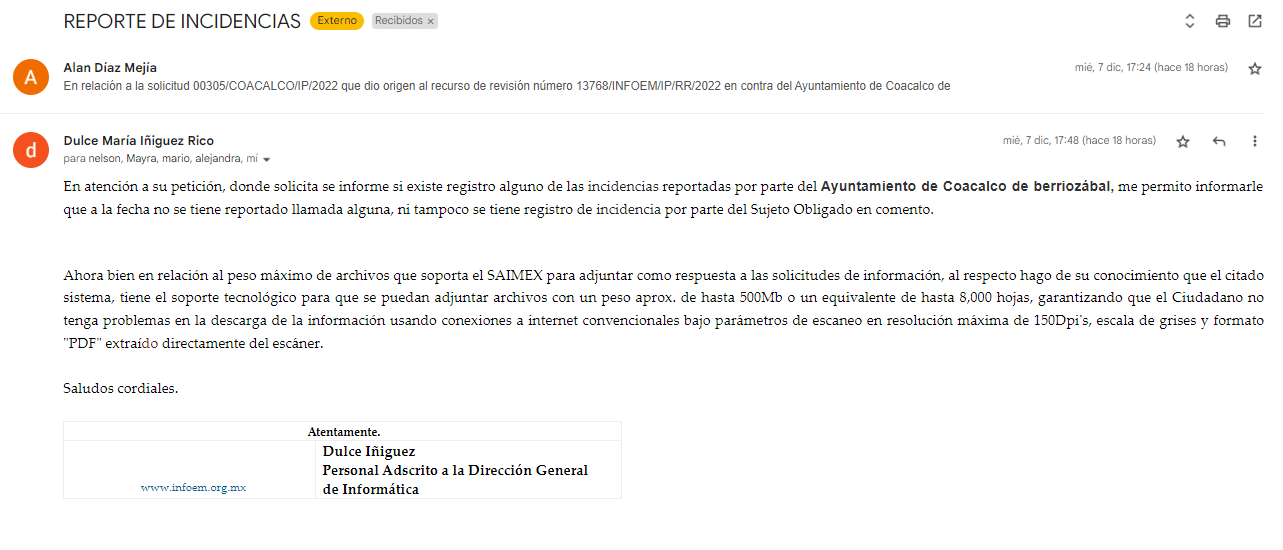 REPORTE DE INCIDENCIAS Externo Recibidos ×
A
Alan Díaz Mejía
mié, 7 dic, 17:24 (hace 18 horas)
En relación a la solicitud 00305/COACALCO/IP/2022 que dio origen al recurso de revisión número 13768/INFOEM/IP/RR/2022 en contra del Ayuntamiento de Coacalco de
d
Dulce María Iñiguez Rico
mié, 7 dic, 17:48 (hace 18 horas)
para nelson, Mayra, mario, alejandra, mí
En atención a su petición, donde solicita se informe si existe registro alguno de las incidencias reportadas por parte del Ayuntamiento de Coacalco de berriozábal, me permito informarle
que a la fecha no se tiene reportado llamada alguna, ni tampoco se tiene registro de incidencia por parte del Sujeto Obligado en comento.
Ahora bien en relación al peso máximo de archivos que soporta el SAIMEX para adjuntar como respuesta a las solicitudes de información, al respecto hago de su conocimiento que el citado
sistema, tiene el soporte tecnológico para que se puedan adjuntar archivos con un peso aprox. de hasta 500Mb o un equivalente de hasta 8,000 hojas, garantizando que el Ciudadano no
tenga problemas en la descarga de la información usando conexiones a internet convencionales bajo parámetros de escaneo en resolución máxima de 150Dpi's, escala de grises y formato
"PDF" extraído directamente del escáner.
Saludos cordiales.
Atentamente.
www.infoem.org.mx
Dulce Iñiguez
Personal Adscrito a la Dirección General
de Informática